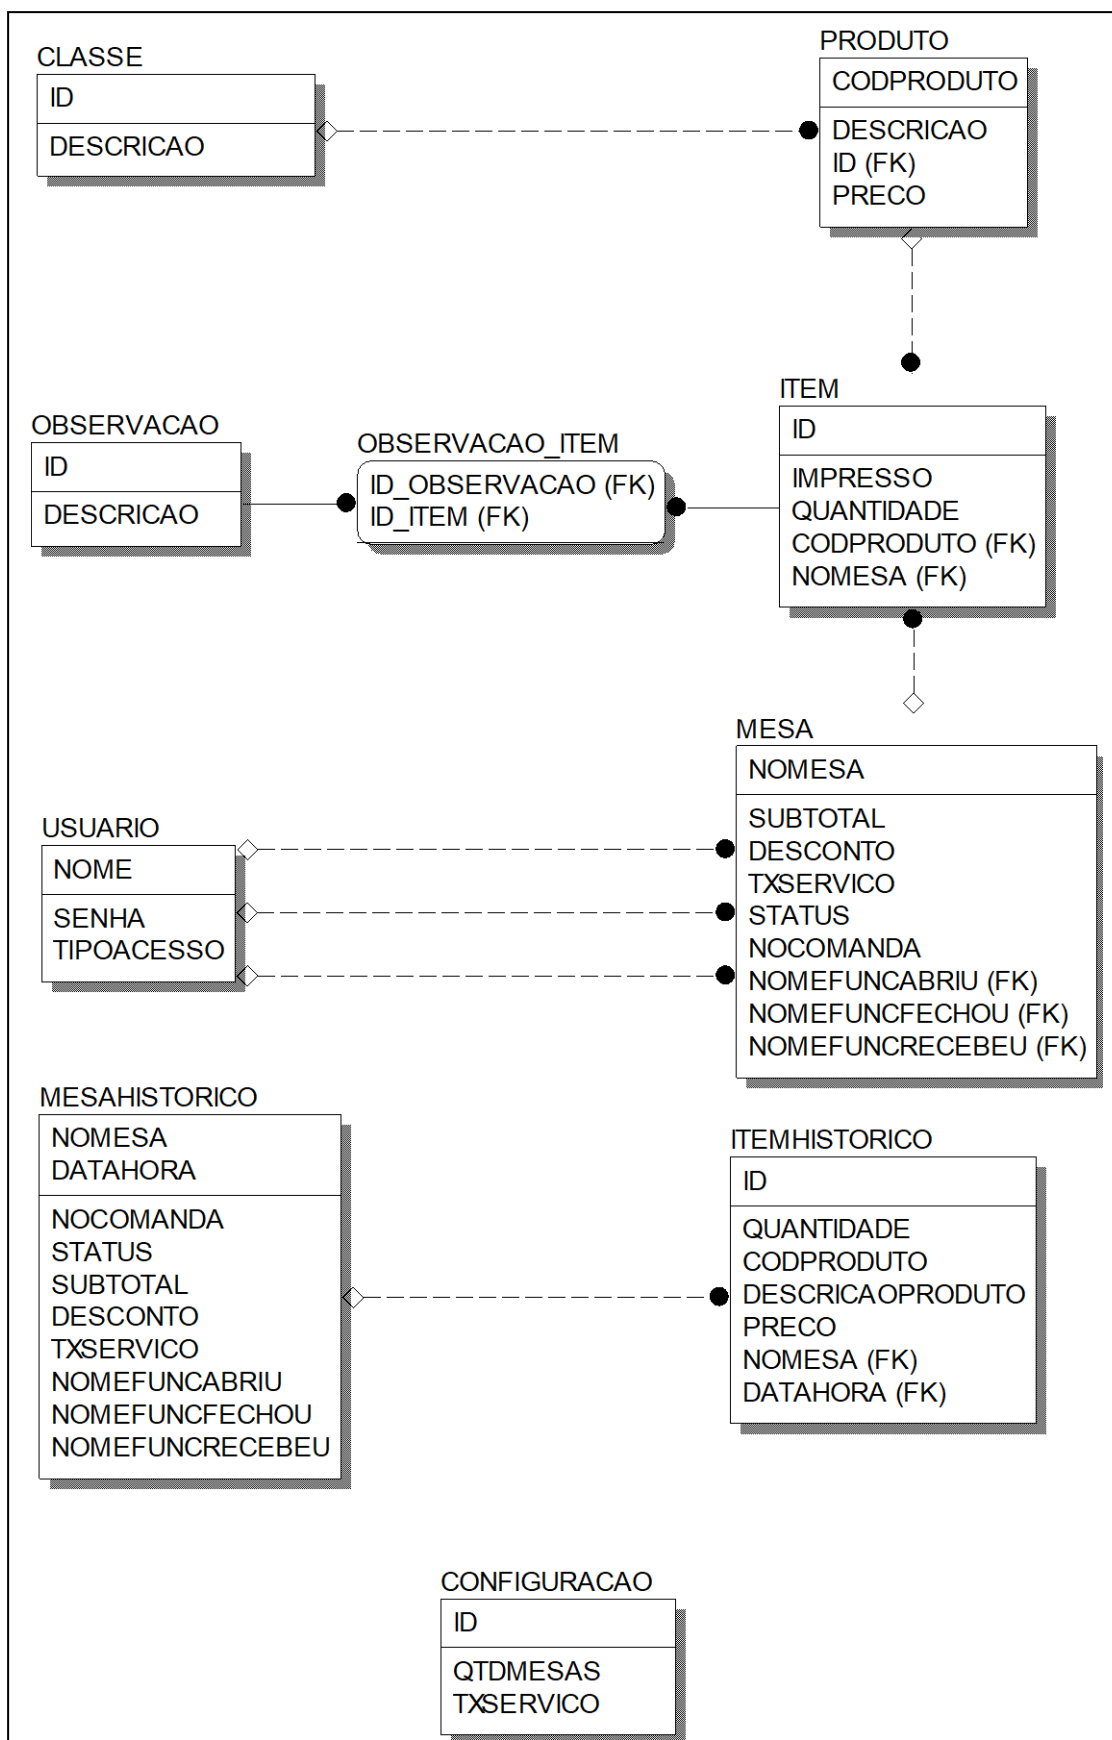 CLASSE
ID
DESCRICAO
PRODUTO
CODPRODUTO
DESCRICAO
ID (FK)
PRECO
OBSERVACAO
ID
DESCRICAO
OBSERVACAO_ITEM
ID_OBSERVACAO (FK)
ID_ITEM (FK)
ITEM
ID
IMPRESSO
QUANTIDADE
CODPRODUTO (FK)
NOMESA (FK)
USUARIO
NOME
SENHA
TIPOACESSO
MESA
NOMESA
SUBTOTAL
DESCONTO
TXSERVICO
STATUS
NOCOMANDA
NOMEFUNCABRIU (FK)
NOMEFUNCFECHOU (FK)
NOMEFUNCRECEBEU (FK)
MESAHISTORICO
NOMESA
DATAHORA
NOCOMANDA
STATUS
SUBTOTAL
DESCONTO
TXSERVICO
NOMEFUNCABRIU
NOMEFUNCFECHOU
NOMEFUNCRECEBEU
ITEMHISTORICO
ID
QUANTIDADE
CODPRODUTO
DESCRICAOPRODUTO
PRECO
NOMESA (FK)
DATAHORA (FK)
CONFIGURACAO
ID
QTDMESAS
TXSERVICO